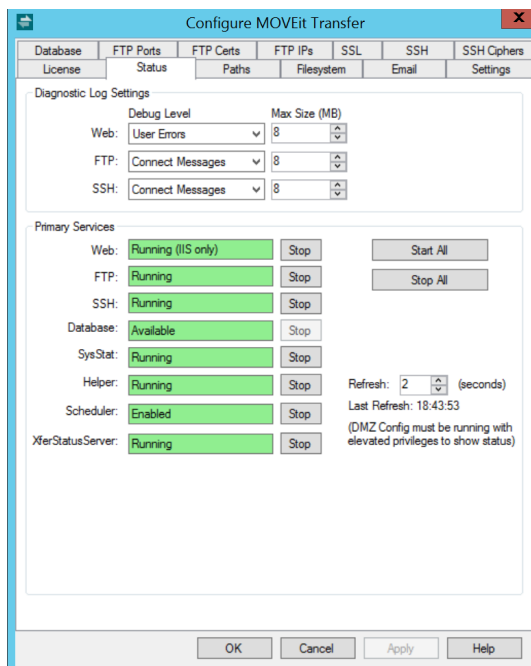 Configure MOVEit Transfer
X
Database FTP Ports FTP Certs FTP IPs SSL SSH SSH Ciphers
License Status Paths Filesystem Email Settings
Diagnostic Log Settings
Debug Level Max Size (MB)
Web: User Errors 8
FTP: Connect Messages 8
SSH: Connect Messages 8
Primary Services
Web: Running (IIS only) Stop Start All
FTP: Running Stop Stop All
SSH: Running Stop
Database: Available Stop
SysStat: Running Stop
Helper: Running Stop Refresh: 2 (seconds)
Scheduler: Enabled Stop Last Refresh: 18:43:53
(DMZ Config must be running with
XferStatusServer: Running Stop elevated privileges to show status)
OK Cancel Apply Help